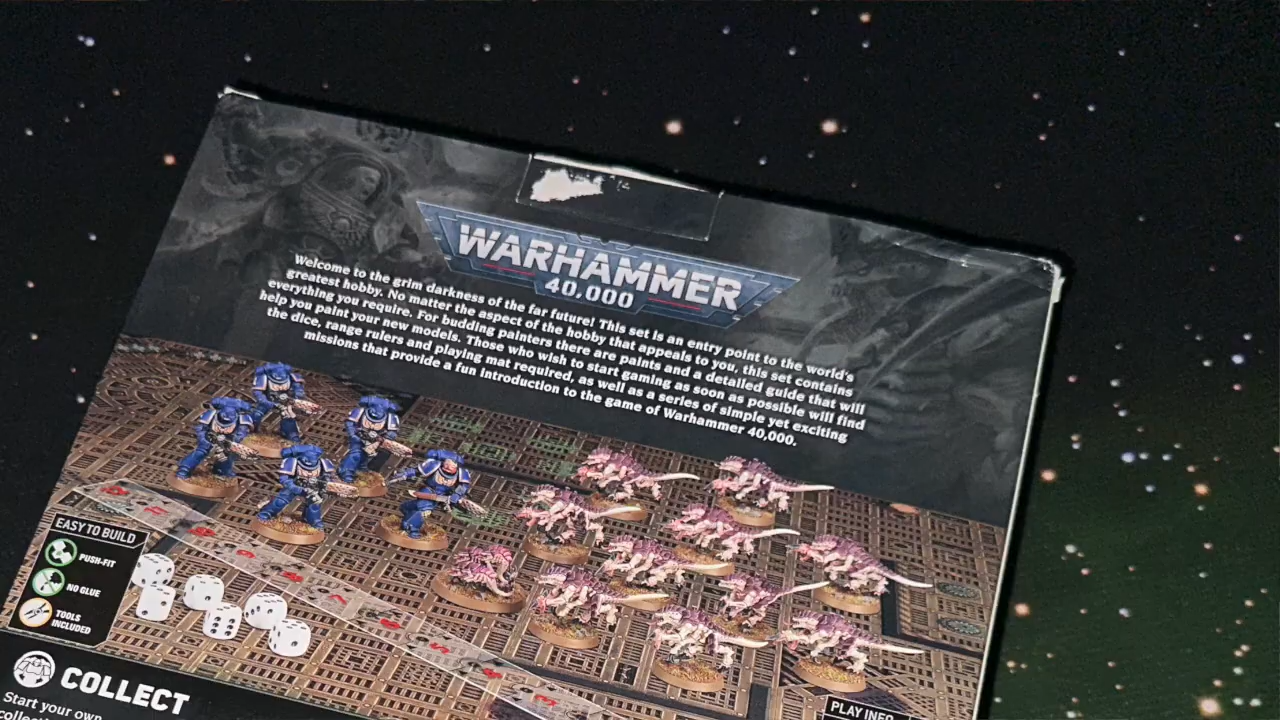 WARHAMMER
40,000
Welcome to the grim darkness of the far future! This set is an entry point to the world's
greatest hobby. No matter the aspect of the hobby that appeals to you, this set contains
everything you require. For budding painters there are paints and a detailed guide that will
help you paint your new models. Those who wish to start gaming as soon as possible will find
the dice, range rulers and playing mat required, as well as a series of simple yet exciting
missions that provide a fun introduction to the game of Warhammer 40,000.
EASY TO BUILD
PUSH-FIT
NO GLUE
TOOLS
INCLUDED
COLLECT
Start your own
PLAY INFO